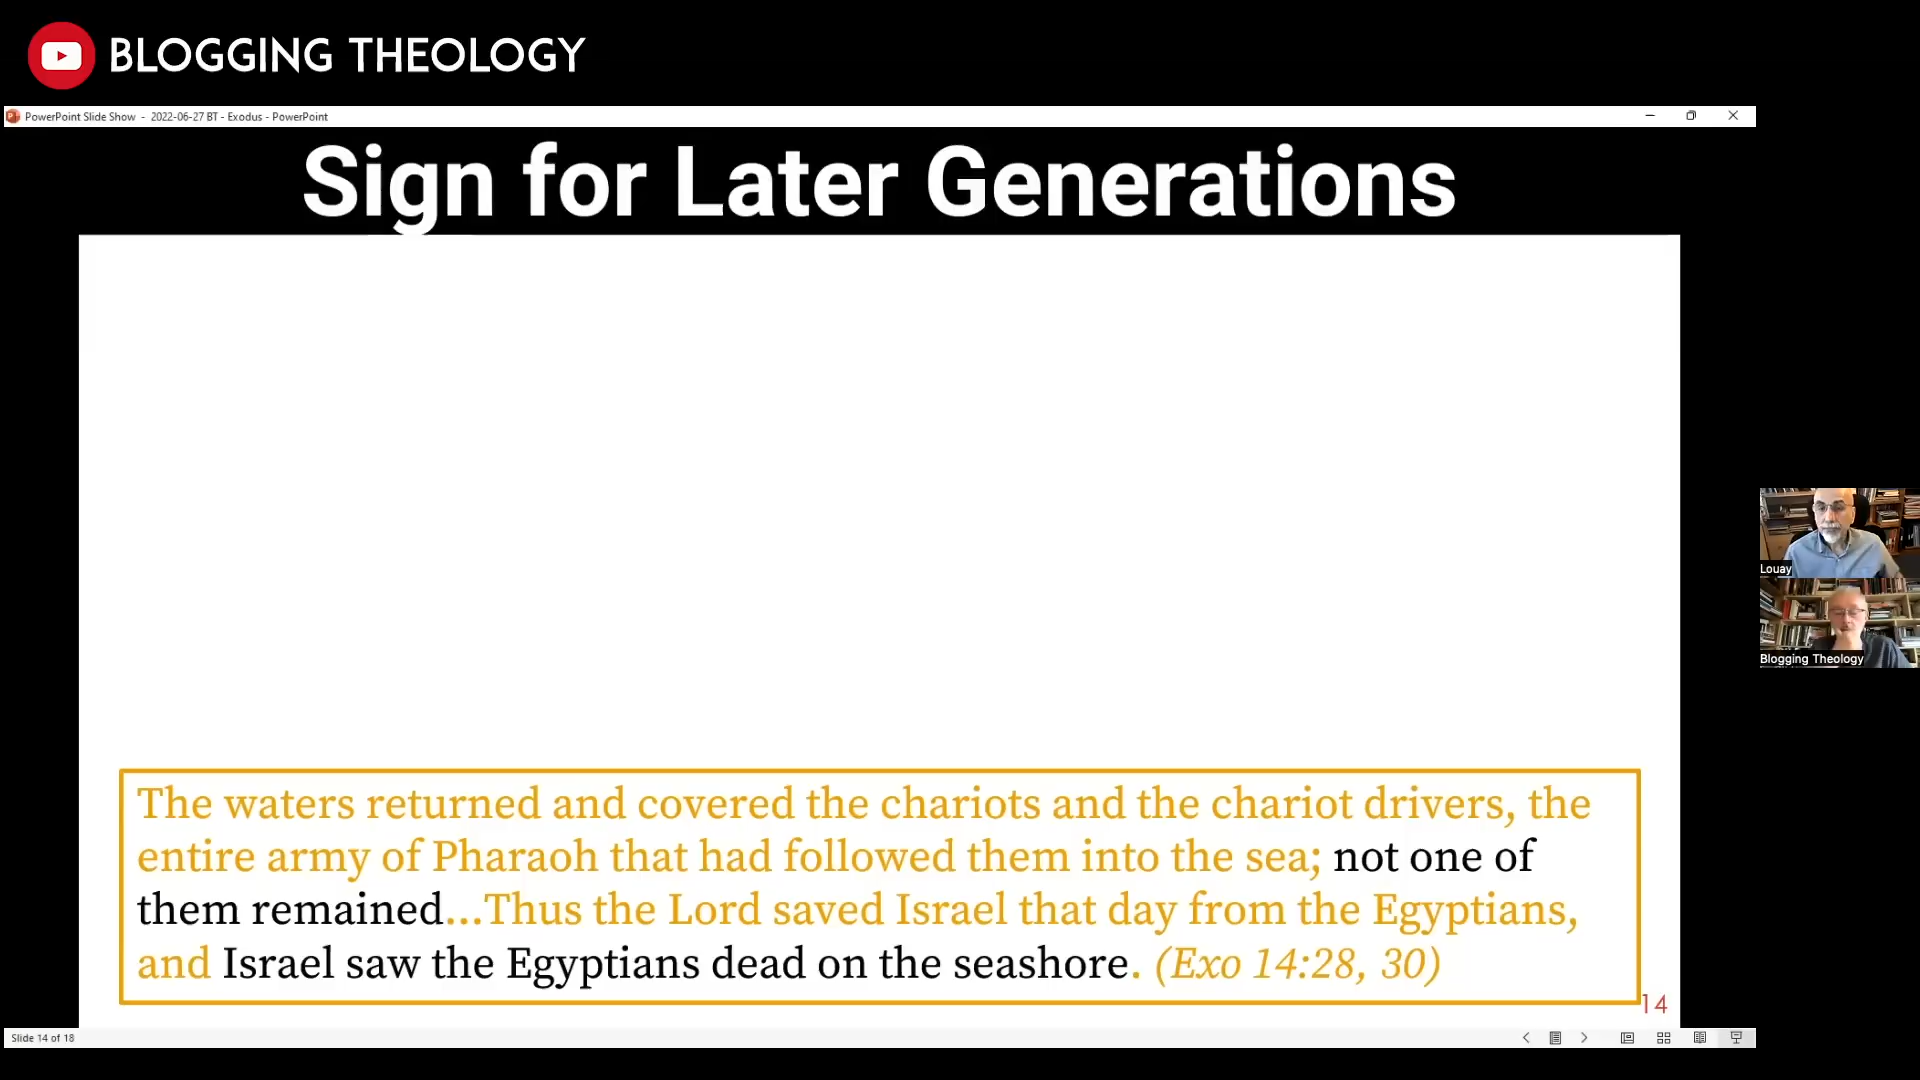 BLOGGING THEOLOGY
PowerPoint Slide Show - 2022-06-27 BT - Exodus - PowerPoint
Sign for Later Generations
The waters returned and covered the chariots and the chariot drivers, the
entire army of Pharaoh that had followed them into the sea; not one of
them remained...Thus the Lord saved Israel that day from the Egyptians,
and Israel saw the Egyptians dead on the seashore. (Exo 14:28, 30)
14
Louay
Blogging Theology
Slide 14 of 18